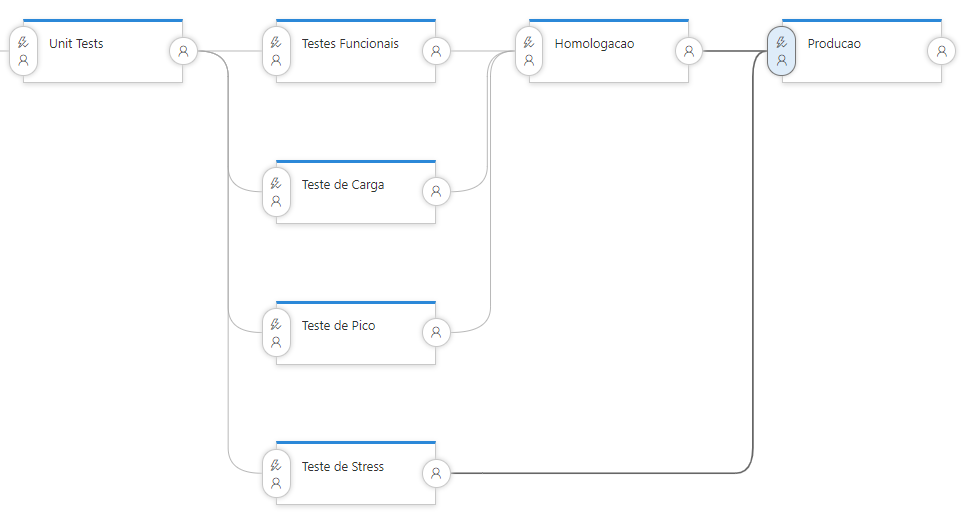 Unit Tests
Testes Funcionais
Homologacao
Producao
Teste de Carga
Teste de Pico
Teste de Stress